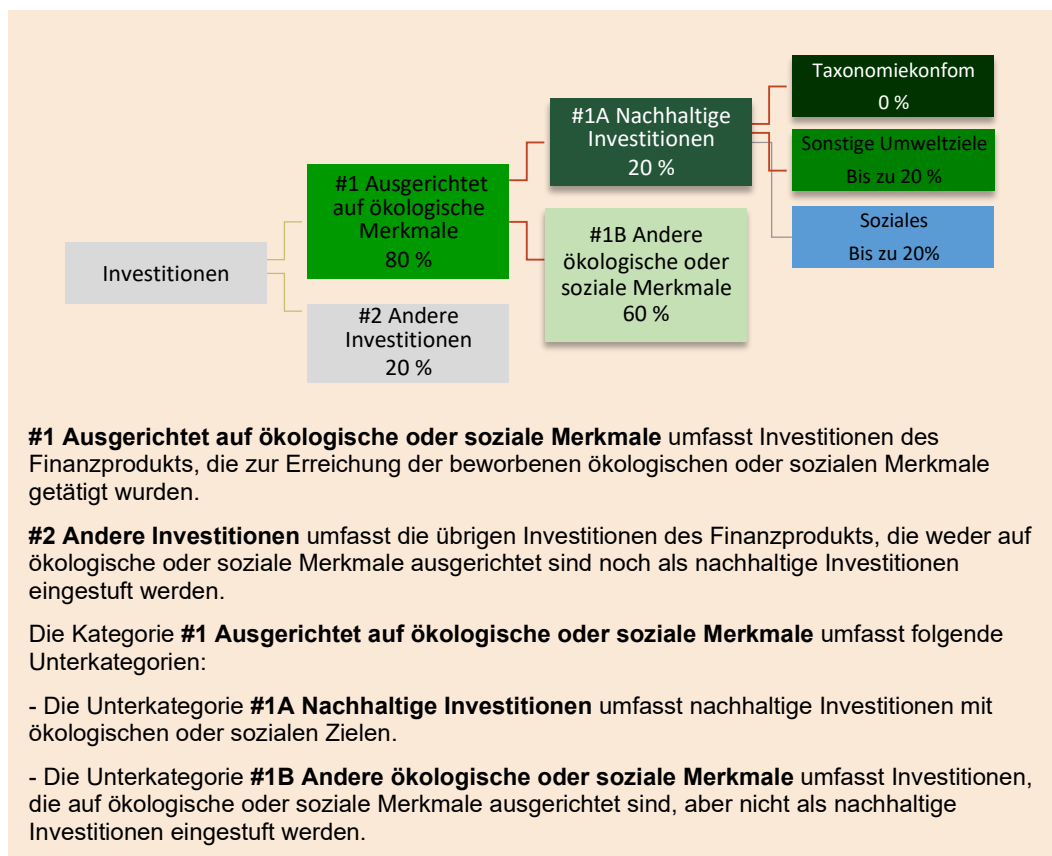 Taxonomiekonfom
0 %
#1A Nachhaltige
Investitionen
20 %
Sonstige Umweltziele
Bis zu 20 %
#1 Ausgerichtet
auf ökologische
Merkmale
80 %
Soziales
Bis zu 20%
#1B Andere
ökologische oder
soziale Merkmale
60 %
Investitionen
#2 Andere
Investitionen
20 %
#1 Ausgerichtet auf ökologische oder soziale Merkmale umfasst Investitionen des
Finanzprodukts, die zur Erreichung der beworbenen ökologischen oder sozialen Merkmale
getätigt wurden.
#2 Andere Investitionen umfasst die übrigen Investitionen des Finanzprodukts, die weder auf
ökologische oder soziale Merkmale ausgerichtet sind noch als nachhaltige Investitionen
eingestuft werden.
Die Kategorie #1 Ausgerichtet auf ökologische oder soziale Merkmale umfasst folgende
Unterkategorien:
- Die Unterkategorie #1A Nachhaltige Investitionen umfasst nachhaltige Investitionen mit
ökologischen oder sozialen Zielen.
- Die Unterkategorie #1B Andere ökologische oder soziale Merkmale umfasst Investitionen,
die auf ökologische oder soziale Merkmale ausgerichtet sind, aber nicht als nachhaltige
Investitionen eingestuft werden.